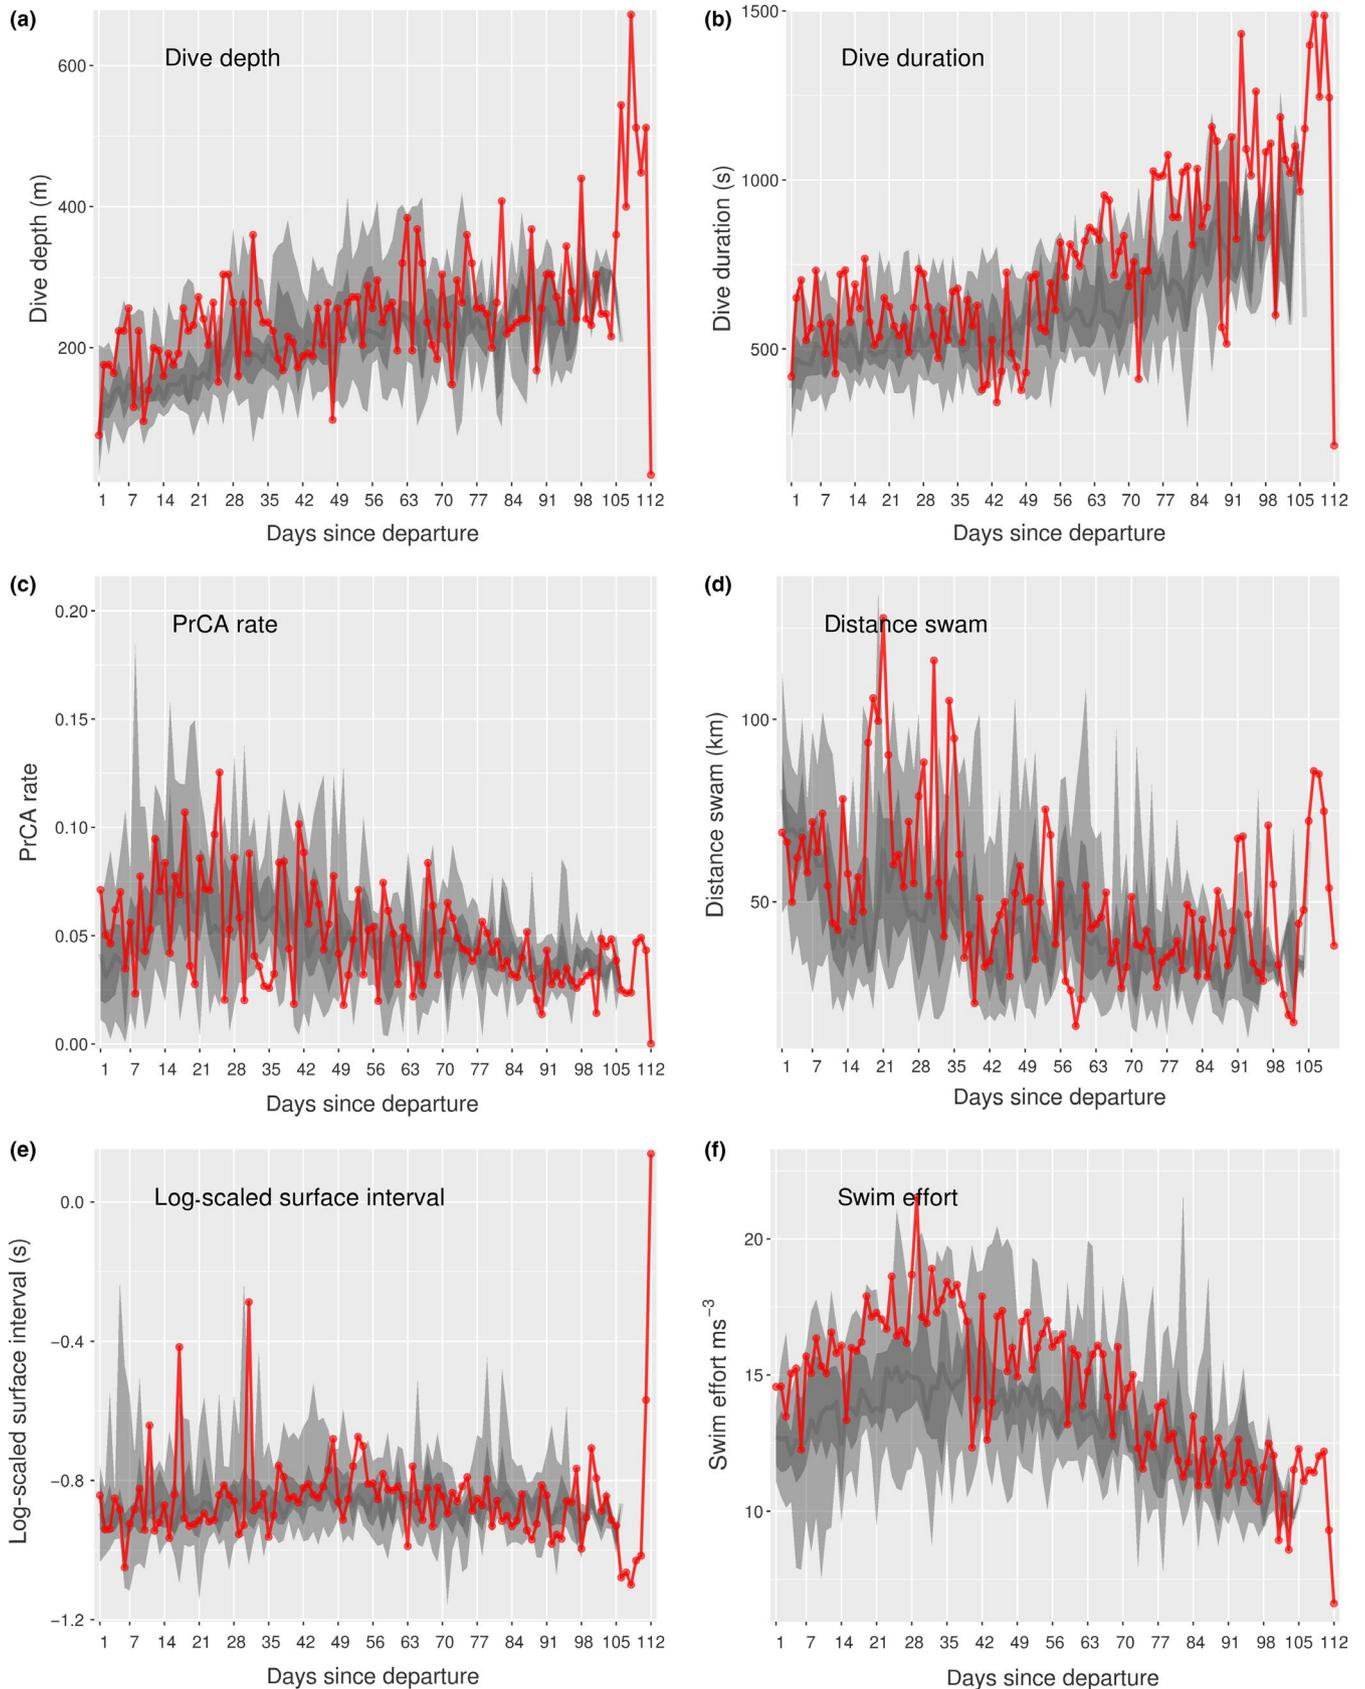 (a)
Dive depth
Dive depth (m)
600
400
200
1 7 14 21 28 35 42 49 56 63 70 77 84 91 98 105 112
Days since departure
(b)
Dive duration
Dive duration (s)
1500
1000
500
1 7 14 21 28 35 42 49 56 63 70 77 84 91 98 105 112
Days since departure
(c)
PrCA rate
PrCA rate
0.20
0.15
0.10
0.05
0.00
1 7 14 21 28 35 42 49 56 63 70 77 84 91 98 105 112
Days since departure
(d)
Distance swam
Distance swam (km)
100
50
1 7 14 21 28 35 42 49 56 63 70 77 84 91 98 105
Days since departure
(e)
Log-scaled surface interval
Log-scaled surface interval (s)
0.0
−0.4
−0.8
−1.2
1 7 14 21 28 35 42 49 56 63 70 77 84 91 98 105 112
Days since departure
(f)
Swim effort
Swim effort ms⁻³
20
15
10
1 7 14 21 28 35 42 49 56 63 70 77 84 91 98 105 112
Days since departure